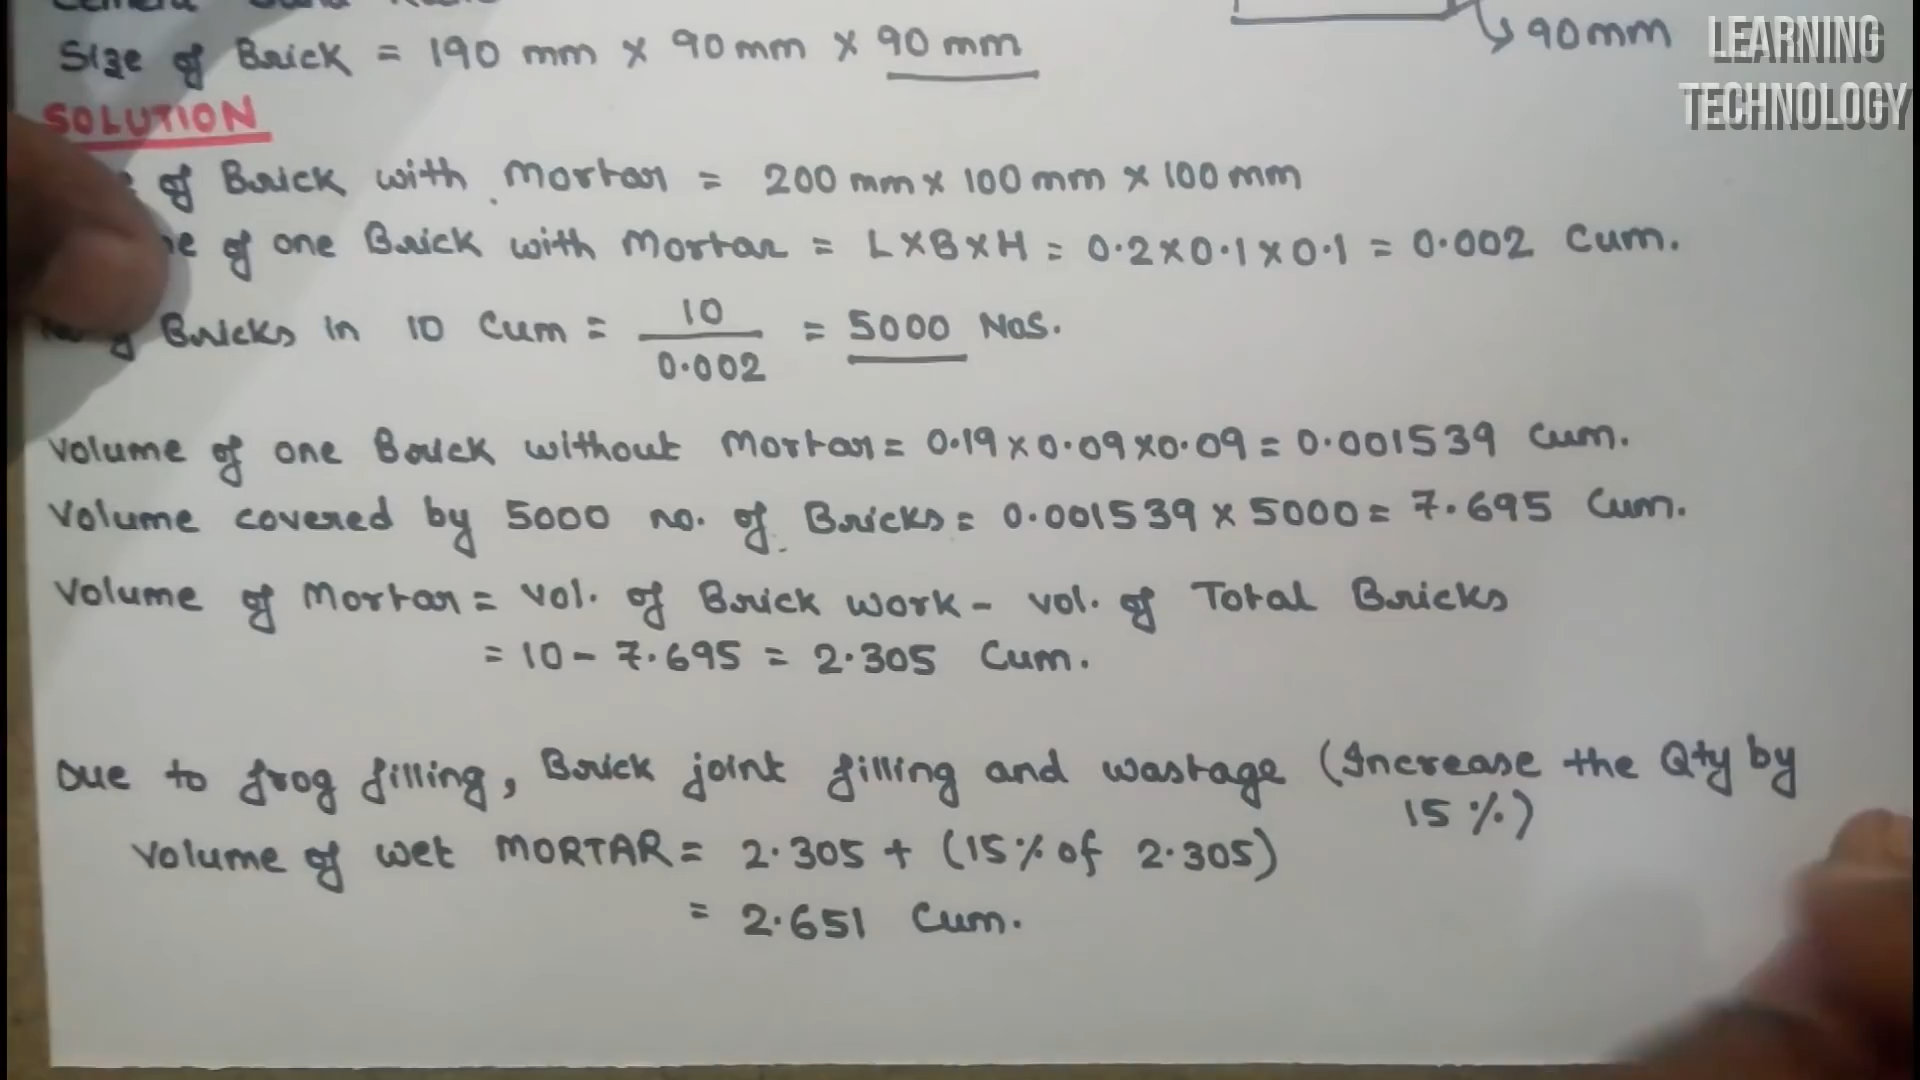 Size of Brick = 190 mm x 90 mm x 90 mm
90mm
LEARNING
TECHNOLOGY
SOLUTION
of Brick with Mortar = 200 mm x 100 mm x 100 mm
of one Brick with Mortar = L X B X H = 0.2 x 0.1 x 0.1 = 0.002 Cum.
Bricks in 10 Cum = 10/0.002 = 5000 Nos.
Volume of one Brick without Mortar = 0.19 x 0.09 x 0.09 = 0.001539 Cum.
Volume covered by 5000 no. of Bricks = 0.001539 x 5000 = 7.695 Cum.
Volume of Mortar = vol. of Brick work - vol. of Total Bricks
= 10 - 7.695 = 2.305 Cum.
Due to frog filling, Brick joint filling and wastage (Increase the Qty by
15 %)
Volume of wet MORTAR = 2.305 + (15% of 2.305)
= 2.651 Cum.